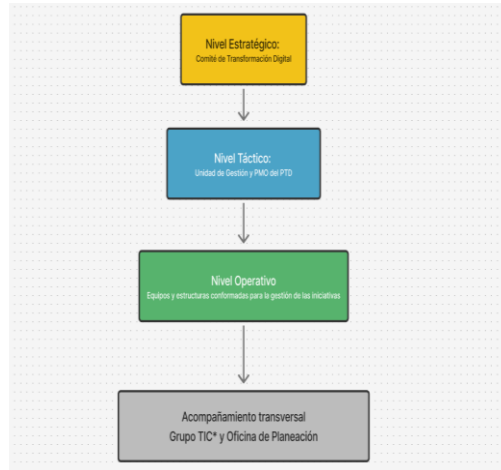 Nivel Estratégico:
Comité de Transformación Digital
Nivel Táctico:
Unidad de Gestión y PMO del PTD
Nivel Operativo
Equipos y estructuras conformadas para la gestión de las iniciativas
Acompañamiento transversal
Grupo TIC* y Oficina de Planeación